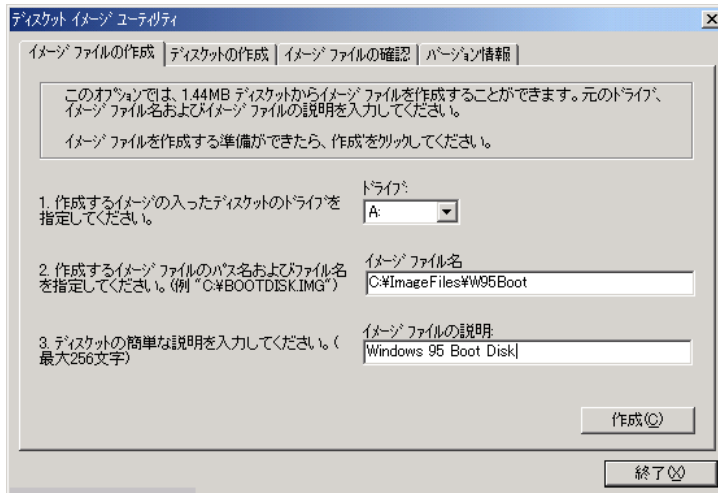 ディスケット イメージ ユーティリティ
イメージ ファイルの作成 ディスケットの作成 イメージ ファイルの確認 バージョン情報
このオプションでは、1.44MB ディスケットからイメージ ファイルを作成することができます。元のドライブ、
イメージ ファイル名およびイメージ ファイルの説明を入力してください。
イメージ ファイルを作成する準備ができたら、作成'をクリックしてください。
ドライブ:
1. 作成するイメージの入ったディスケットのドライブを
指定してください。
A:
イメージ ファイル名
2. 作成するイメージ ファイルのパス名およびファイル名
を指定してください。(例 "C:¥BOOTDISK.IMG")
C:¥ImageFiles¥W95Boot
イメージ ファイルの説明:
3. ディスケットの簡単な説明を入力してください。(
最大256文字)
Windows 95 Boot Disk
作成(C)
終了(X)